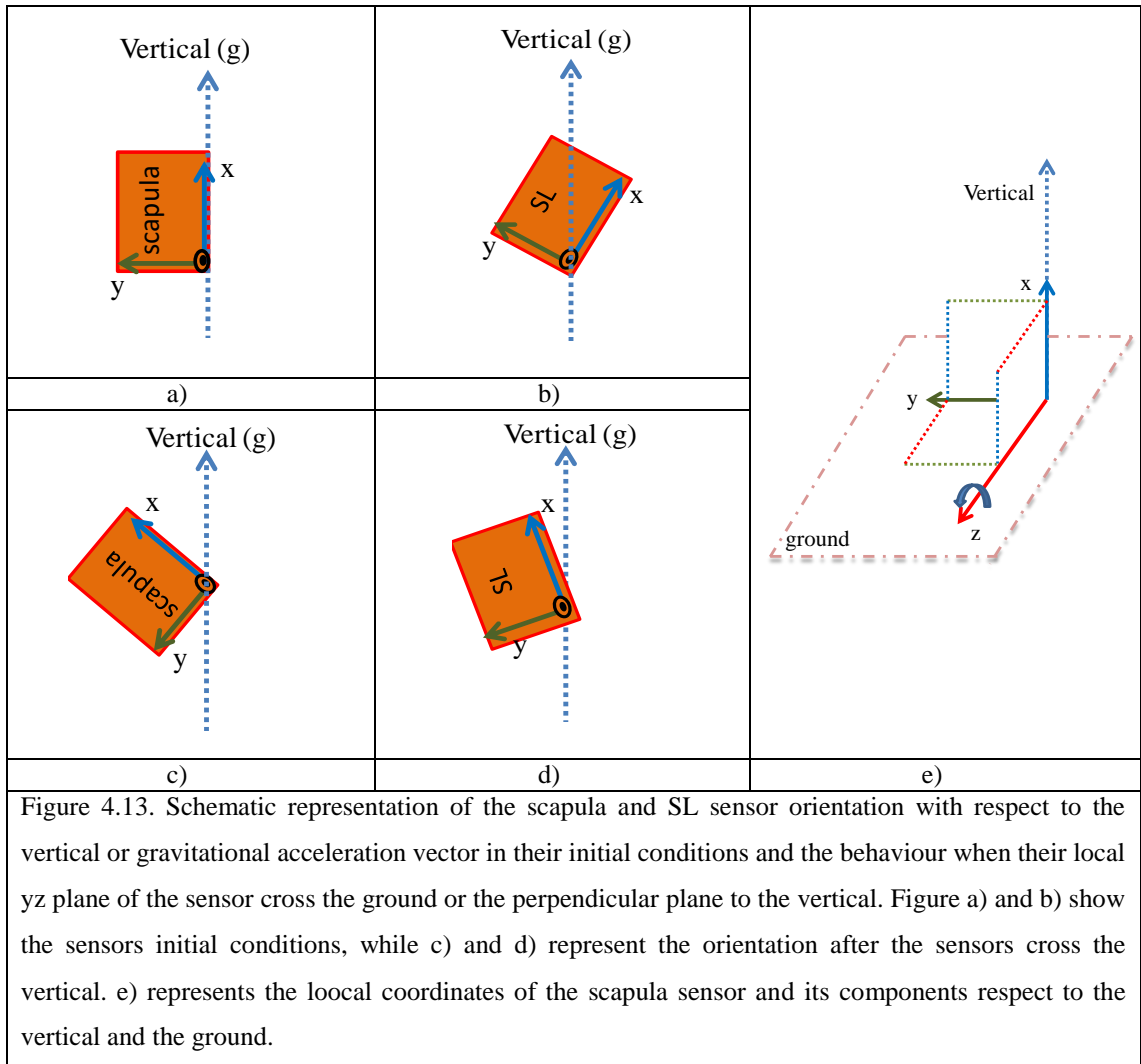 Vertical (g)
scapula
x
y
a)
Vertical (g)
SL
x
y
b)
Vertical
x
y
z
ground
e)
Vertical (g)
x
scapula
y
c)
Vertical (g)
x
SL
y
d)
Figure 4.13. Schematic representation of the scapula and SL sensor orientation with respect to the
vertical or gravitational acceleration vector in their initial conditions and the behaviour when their local
yz plane of the sensor cross the ground or the perpendicular plane to the vertical. Figure a) and b) show
the sensors initial conditions, while c) and d) represent the orientation after the sensors cross the
vertical. e) represents the loocal coordinates of the scapula sensor and its components respect to the
vertical and the ground.